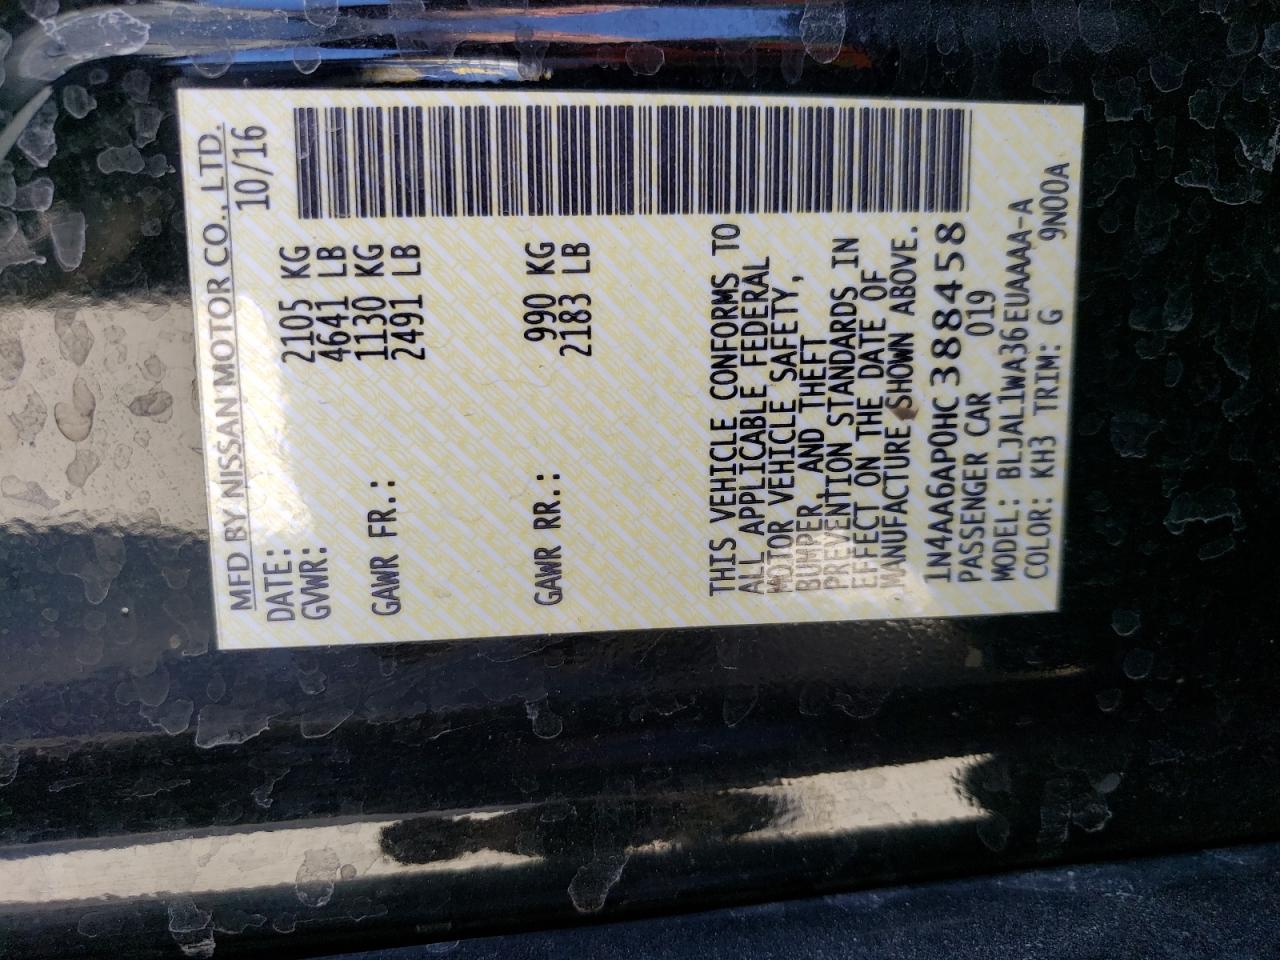 MFD BY NISSAN MOTOR CO., LTD.
DATE: 10/16
GVWR: 2105 KG
4641 LB
GAWR FR.: 1130 KG
2491 LB
GAWR RR.: 990 KG
2183 LB
THIS VEHICLE CONFORMS TO
ALL APPLICABLE FEDERAL
MOTOR VEHICLE SAFETY,
BUMPER, AND THEFT
PREVENTION STANDARDS IN
EFFECT ON THE DATE OF
MANUFACTURE SHOWN ABOVE.
1N4AA6AP0HC388458
PASSENGER CAR 019
MODEL: BLJAL1WA36EUAAAA-A
COLOR: KH3 TRIM: G 9N00A